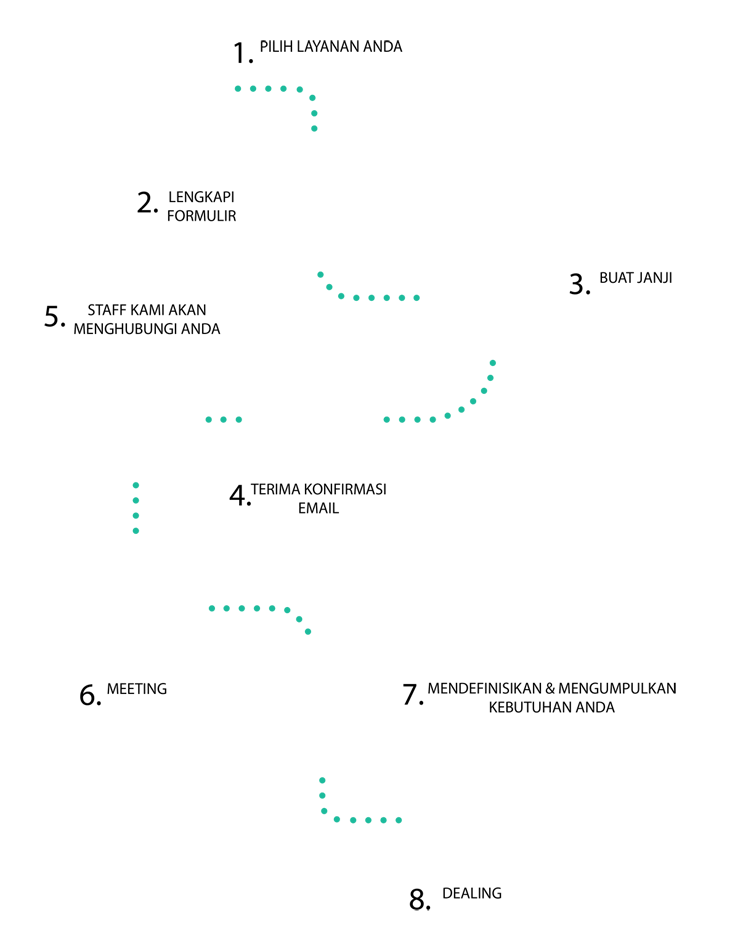 1. PILIH LAYANAN ANDA
2. LENGKAPI
FORMULIR
3. BUAT JANJI
5. STAFF KAMI AKAN
MENGHUBUNGI ANDA
4. TERIMA KONFIRMASI
EMAIL
6. MEETING
7. MENDEFINISIKAN & MENGUMPULKAN
KEBUTUHAN ANDA
8. DEALING